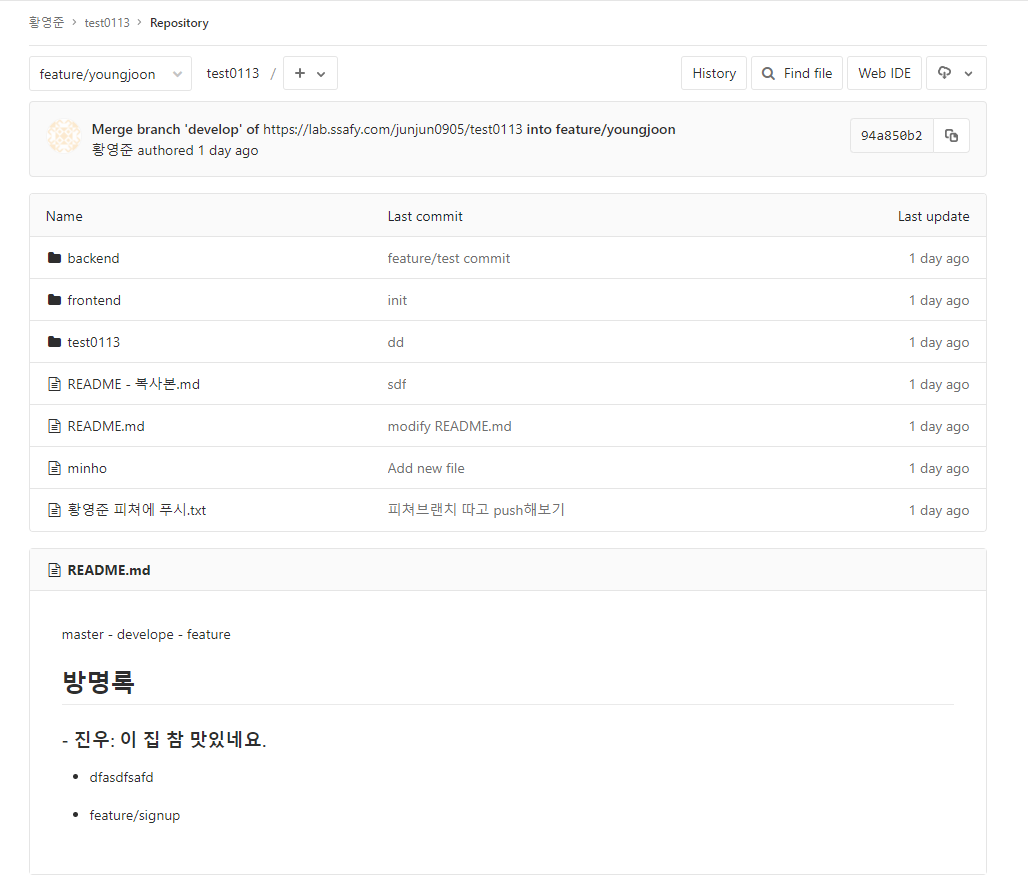 황영준 > test0113 > Repository
feature/youngjoon test0113 / + History Find file Web IDE
Merge branch 'develop' of https://lab.ssafy.com/junjun0905/test0113 into feature/youngjoon
황영준 authored 1 day ago
94a850b2
Name Last commit Last update
backend feature/test commit 1 day ago
frontend init 1 day ago
test0113 dd 1 day ago
README - 복사본.md sdf 1 day ago
README.md modify README.md 1 day ago
minho Add new file 1 day ago
황영준 피쳐에 푸시.txt 피쳐브랜치 따고 push해보기 1 day ago
README.md
master - develope - feature
방명록
- 진우: 이 집 참 맛있네요.
• dfasdfsafd
• feature/signup